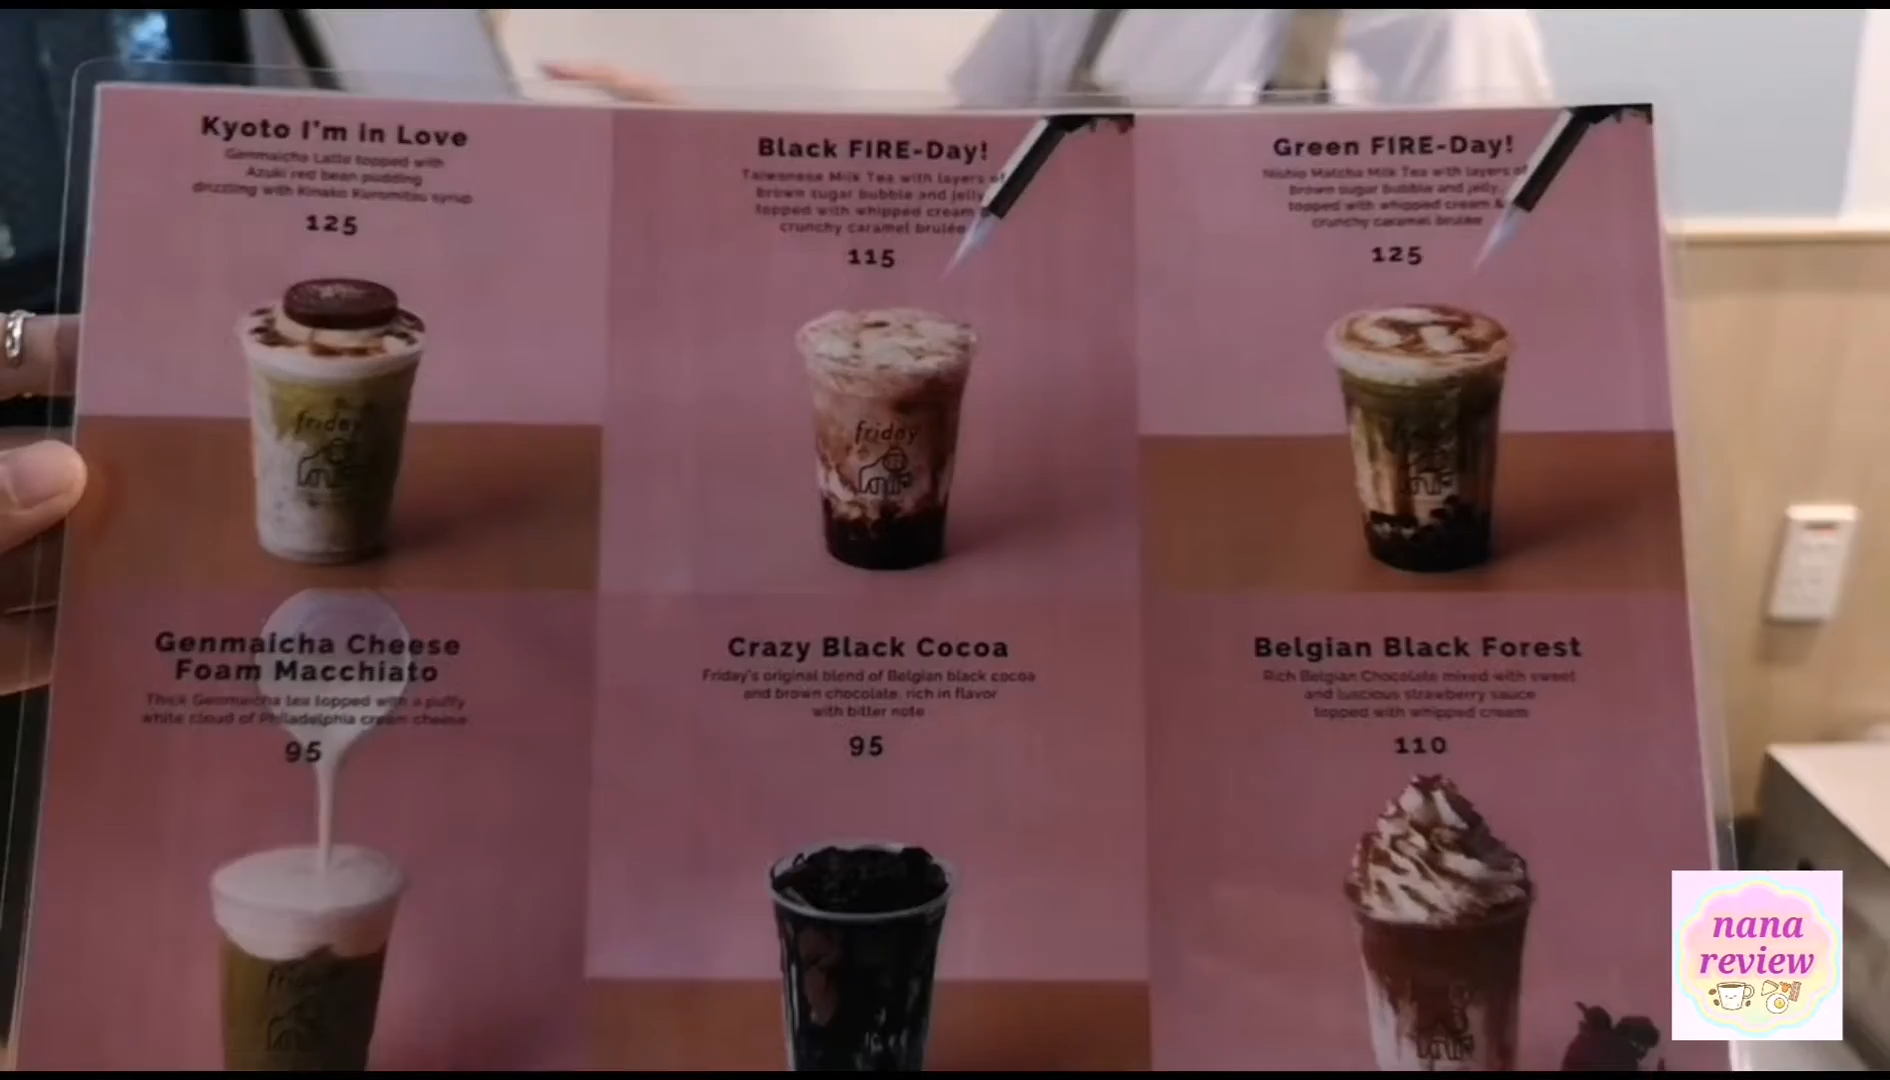 Kyoto I'm in Love
Genmaicha Latte topped with
Azuki red bean pudding
drizzling with Kinako Kuromitsu syrup
125
friday
Black FIRE-Day!
Taiwanese Milk Tea with layers of
brown sugar bubble and jelly
topped with whipped cream
crunchy caramel brulée
115
friday
Green FIRE-Day!
Nishio Matcha Milk Tea with layers of
brown sugar bubble and jelly,
topped with whipped cream &
crunchy caramel brulée
125
Genmaicha Cheese
Foam Macchiato
Thick Genmaicha tea topped with a puffy
white cloud of Philadelphia cream cheese
95
friday
Crazy Black Cocoa
Friday's original blend of Belgian black cocoa
and brown chocolate, rich in flavor
with bitter note
95
Belgian Black Forest
Rich Belgian Chocolate mixed with sweet
and luscious strawberry sauce
topped with whipped cream
110
nana
review